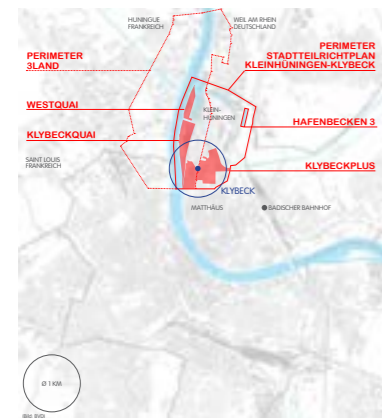 HUNINGUE
FRANKREICH
WEIL AM RHEIN
DEUTSCHLAND
PERIMETER
3LAND
PERIMETER
STADTTEILRICHTPLAN
KLEINHÜNINGEN-KLYBECK
WESTQUAI
KLEIN-
HÜNINGEN
HAFENBECKEN 3
KLYBECKQUAI
SAINT LOUIS
FRANKREICH
KLYBECKPLUS
KLYBECK
MATTHÄUS
BADISCHER BAHNHOF
Ø 1 KM